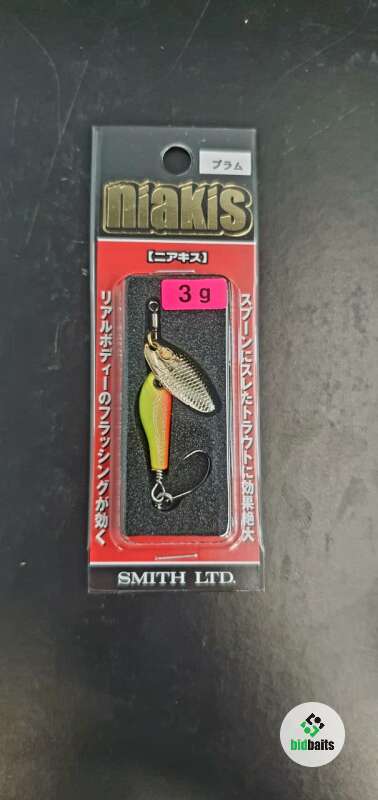 プラム
niakis
【ニアキス】
3g
スプーンにスレたトラウトに効果絶大
リアルボディーのフラッシングが効く
SMITH LTD.
bidbaits